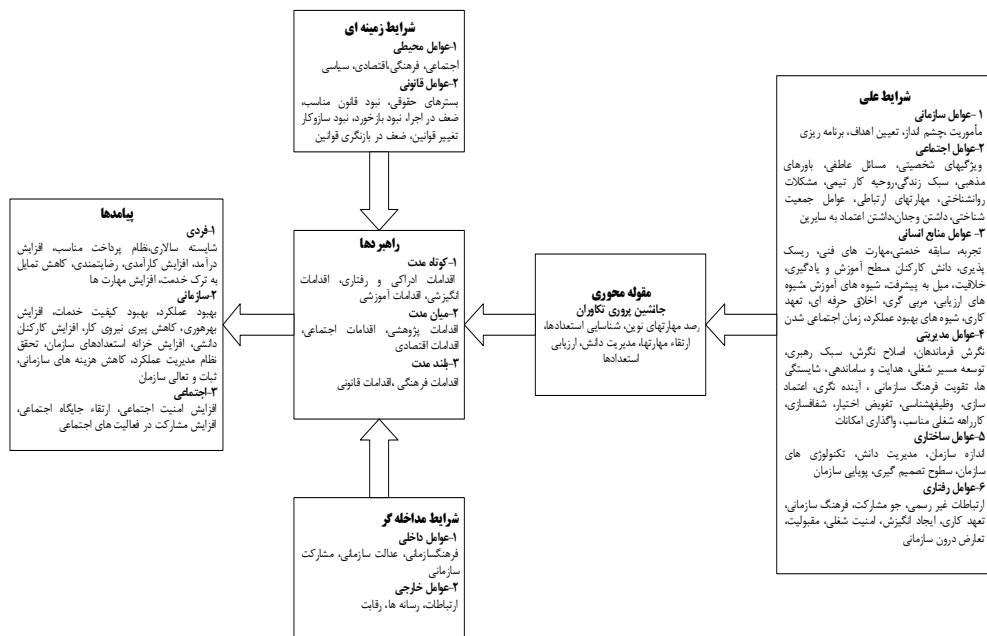 شرایط زمینه ای
۱-عوامل محیطی
اجتماعی، فرهنگی،اقتصادی، سیاسی
۲-عوامل قانونی
بسترهای حقوقی، نبود قانون مناسب،
ضعف در اجرا، نبود بازخورد، نبود سازوکار
تغییر قوانین، ضعف در بازنگری قوانین
شرایط علی
۱-عوامل سازمانی
مأموریت ،چشم انداز، تعیین اهداف، برنامه ریزی
۲-عوامل اجتماعی
ویژگیهای شخصیتی، مسائل عاطفی، باورهای
مذهبی، سبک زندگی،روحیه کار تیمی، مشکلات
روانشناختی، مهارتهای ارتباطی، عوامل جمعیت
شناختی، داشتن وجدان،داشتن اعتماد به سایرین
۳- عوامل منابع انسانی
تجربه، سابقه خدمتی،مهارت های فنی، ریسک
پذیری، دانش کارکنان سطح آموزش و یادگیری،
خلاقیت، میل به پیشرفت، شیوه های آموزش ،شیوه
های ارزیابی، مربی گری، اخلاق حرفه ای، تعهد
کاری، شیوه های بهبود عملکرد، زمان اجتماعی شدن
۴-عوامل مدیریتی
نگرش فرماندهان، اصلاح نگرش، سبک رهبری،
توسعه مسیر شغلی، هدایت و ساماندهی، شایستگی
ها، تقویت فرهنگ سازمانی ، آینده نگری، اعتماد
سازی، وظیفهشناسی، تفویض اختیار، شفافسازی،
کارراهه شغلی مناسب، واگذاری امکانات
۵-عوامل ساختاری
اندازه سازمان، مدیریت دانش، تکنولوژی های
سازمان، سطوح تصمیم گیری، پویایی سازمان
۶-عوامل رفتاری
ارتباطات غیر رسمی، جو مشارکت، فرهنگ سازمانی،
تعهد کاری، ایجاد انگیزش، امنیت شغلی، مقبولیت،
تعارض درون سازمانی
مقوله محوری
جانشین پروری تکاوران
رصد مهارتهای نوین، شناسایی استعدادها،
ارتقاء مهارتها، مدیریت دانش، ارزیابی
استعدادها
راهبردها
۱-کوتاه مدت
اقدامات ادراکی و رفتاری، اقدامات
انگیزشی، اقدامات آموزشی
۲-میان مدت
اقدامات پژوهشی، اقدامات اجتماعی،
اقدامات اقتصادی
۳-بلند مدت
اقدامات فرهنگی ،اقدامات قانونی
پیامدها
۱-فردی
شایسته سالاری،نظام پرداخت مناسب، افزایش
درآمد، افزایش کارآمدی، رضایتمندی، کاهش تمایل
به ترک خدمت، افزایش مهارت ها
۲-سازمانی
بهبود عملکرد، بهبود کیفیت خدمات، افزایش
بهرهوری، کاهش پیری نیروی کار، افزایش کارکنان
دانشی، افزایش خزانه استعدادهای سازمان، تحقق
نظام مدیریت عملکرد، کاهش هزینه های سازمانی،
ثبات و تعالی سازمان
۳-اجتماعی
افزایش امنیت اجتماعی، ارتقاء جایگاه اجتماعی،
افزایش مشارکت در فعالیت های اجتماعی
شرایط مداخله گر
۱-عوامل داخلی
فرهنگسازمانی، عدالت سازمانی، مشارکت
سازمانی
۲-عوامل خارجی
ارتباطات، رسانه ها، رقابت